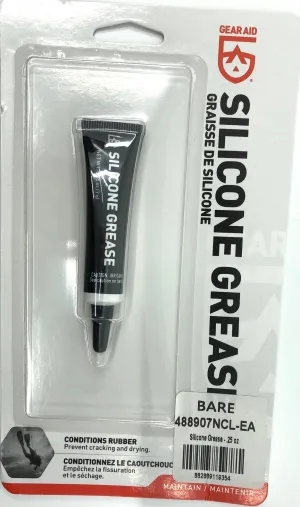 GEAR AID
SILICONE GREASE
GRAISSE DE SILICONE
SILICONE GREASE
BARE
488907NCL-EA
Silicone Grease - .25 oz
CONDITIONS RUBBER
Prevent cracking and drying.
CONDITIONNEZ LE CAOUTCHOUC
Empêchez la fissuration
et le séchage.
MAINTAIN / MAINTENIR